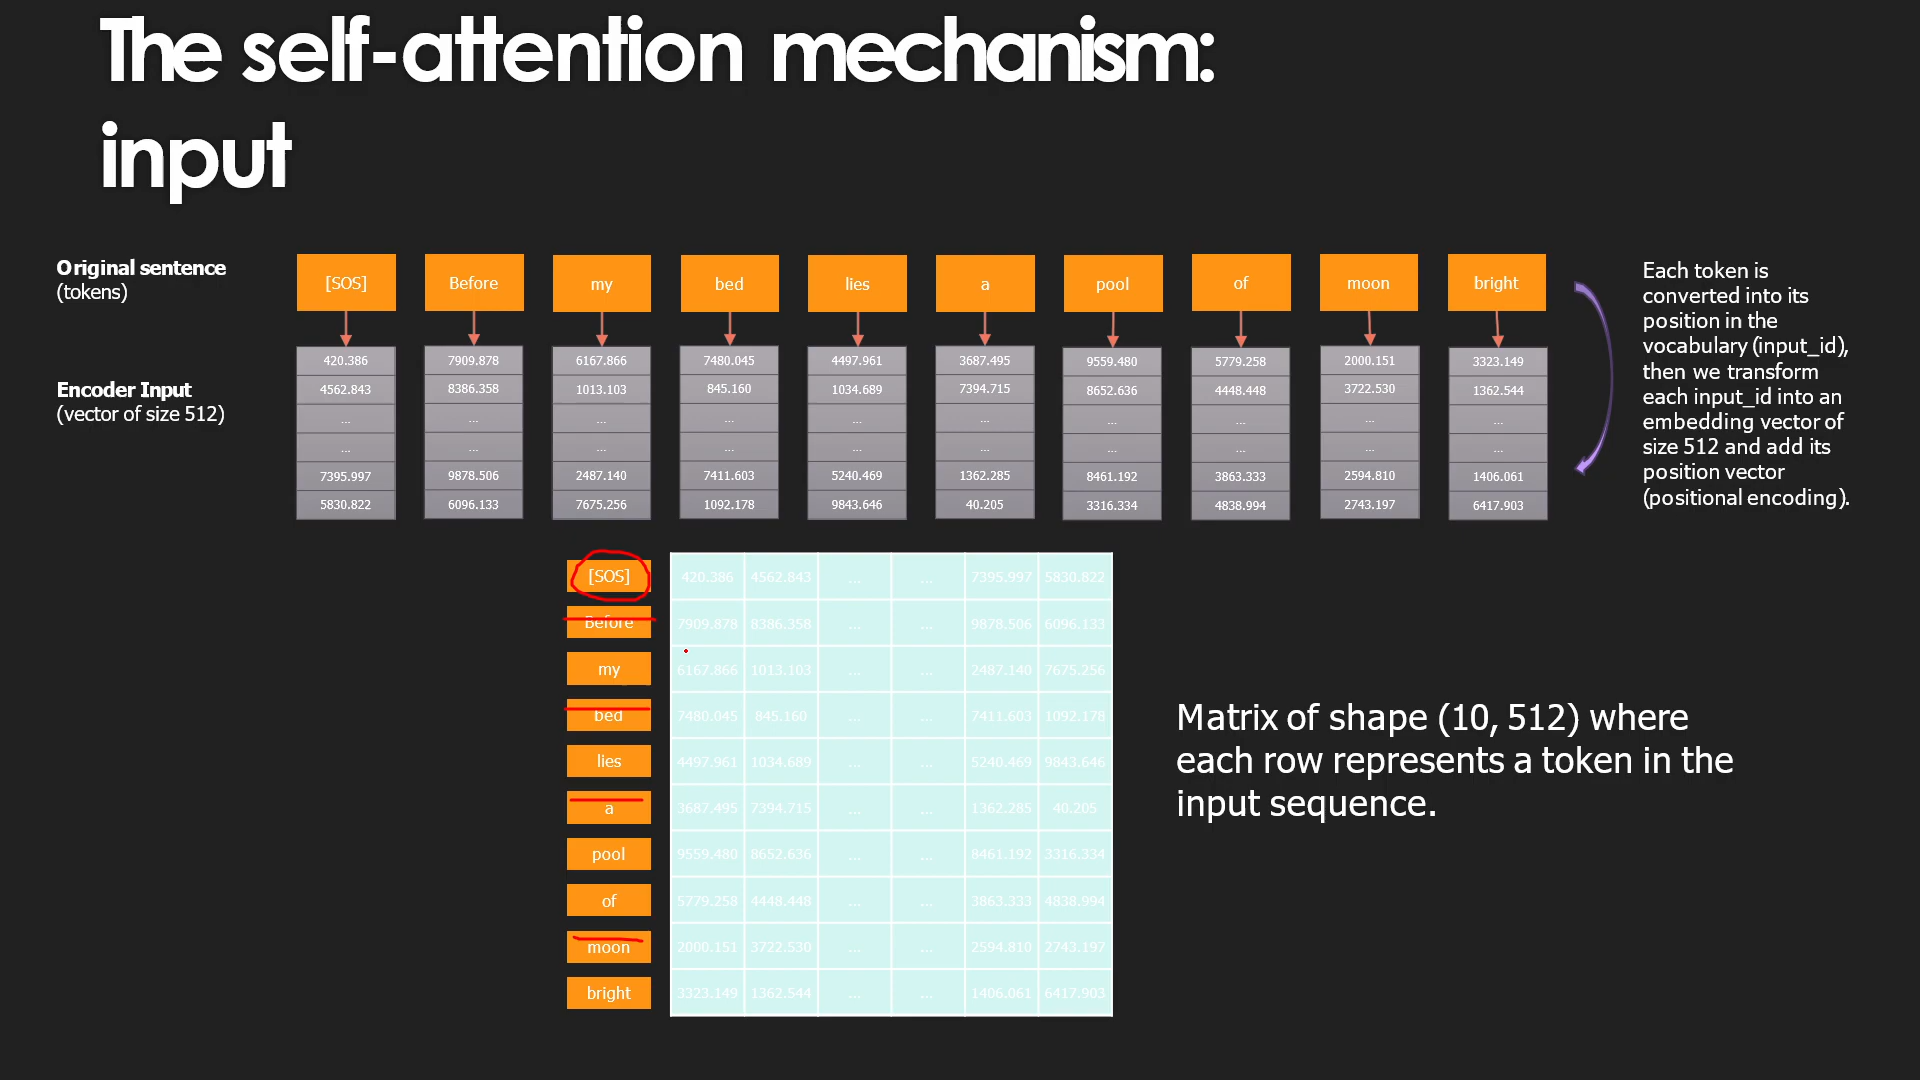 The self-attention mechanism:
input
Original sentence
(tokens)
[SOS] Before my bed lies a pool of moon bright
Encoder Input
(vector of size 512)
420.386 7909.878 6167.866 7480.045 4497.961 3687.495 9559.480 5779.258 2000.151 3323.149
4562.843 8386.358 1013.103 845.160 1034.689 7394.715 8652.636 4448.448 3722.530 1362.544
... ... ... ... ... ... ... ... ... ...
... ... ... ... ... ... ... ... ... ...
7395.997 9878.506 2487.140 7411.603 5240.469 1362.285 8461.192 3863.333 2594.810 1406.061
5830.822 6096.133 7675.256 1092.178 9843.646 40.205 3316.334 4838.994 2743.197 6417.903
Each token is
converted into its
position in the
vocabulary (input_id),
then we transform
each input_id into an
embedding vector of
size 512 and add its
position vector
(positional encoding).
[SOS] 420.386 4562.843 ... ... 7395.997 5830.822
Before 7909.878 8386.358 ... ... 9878.506 6096.133
my 6167.866 1013.103 ... ... 2487.140 7675.256
bed 7480.045 845.160 ... ... 7411.603 1092.178
lies 4497.961 1034.689 ... ... 5240.469 9843.646
a 3687.495 7394.715 ... ... 1362.285 40.205
pool 9559.480 8652.636 ... ... 8461.192 3316.334
of 5779.258 4448.448 ... ... 3863.333 4838.994
moon 2000.151 3722.530 ... ... 2594.810 2743.197
bright 3323.149 1362.544 ... ... 1406.061 6417.903
Matrix of shape (10, 512) where
each row represents a token in the
input sequence.